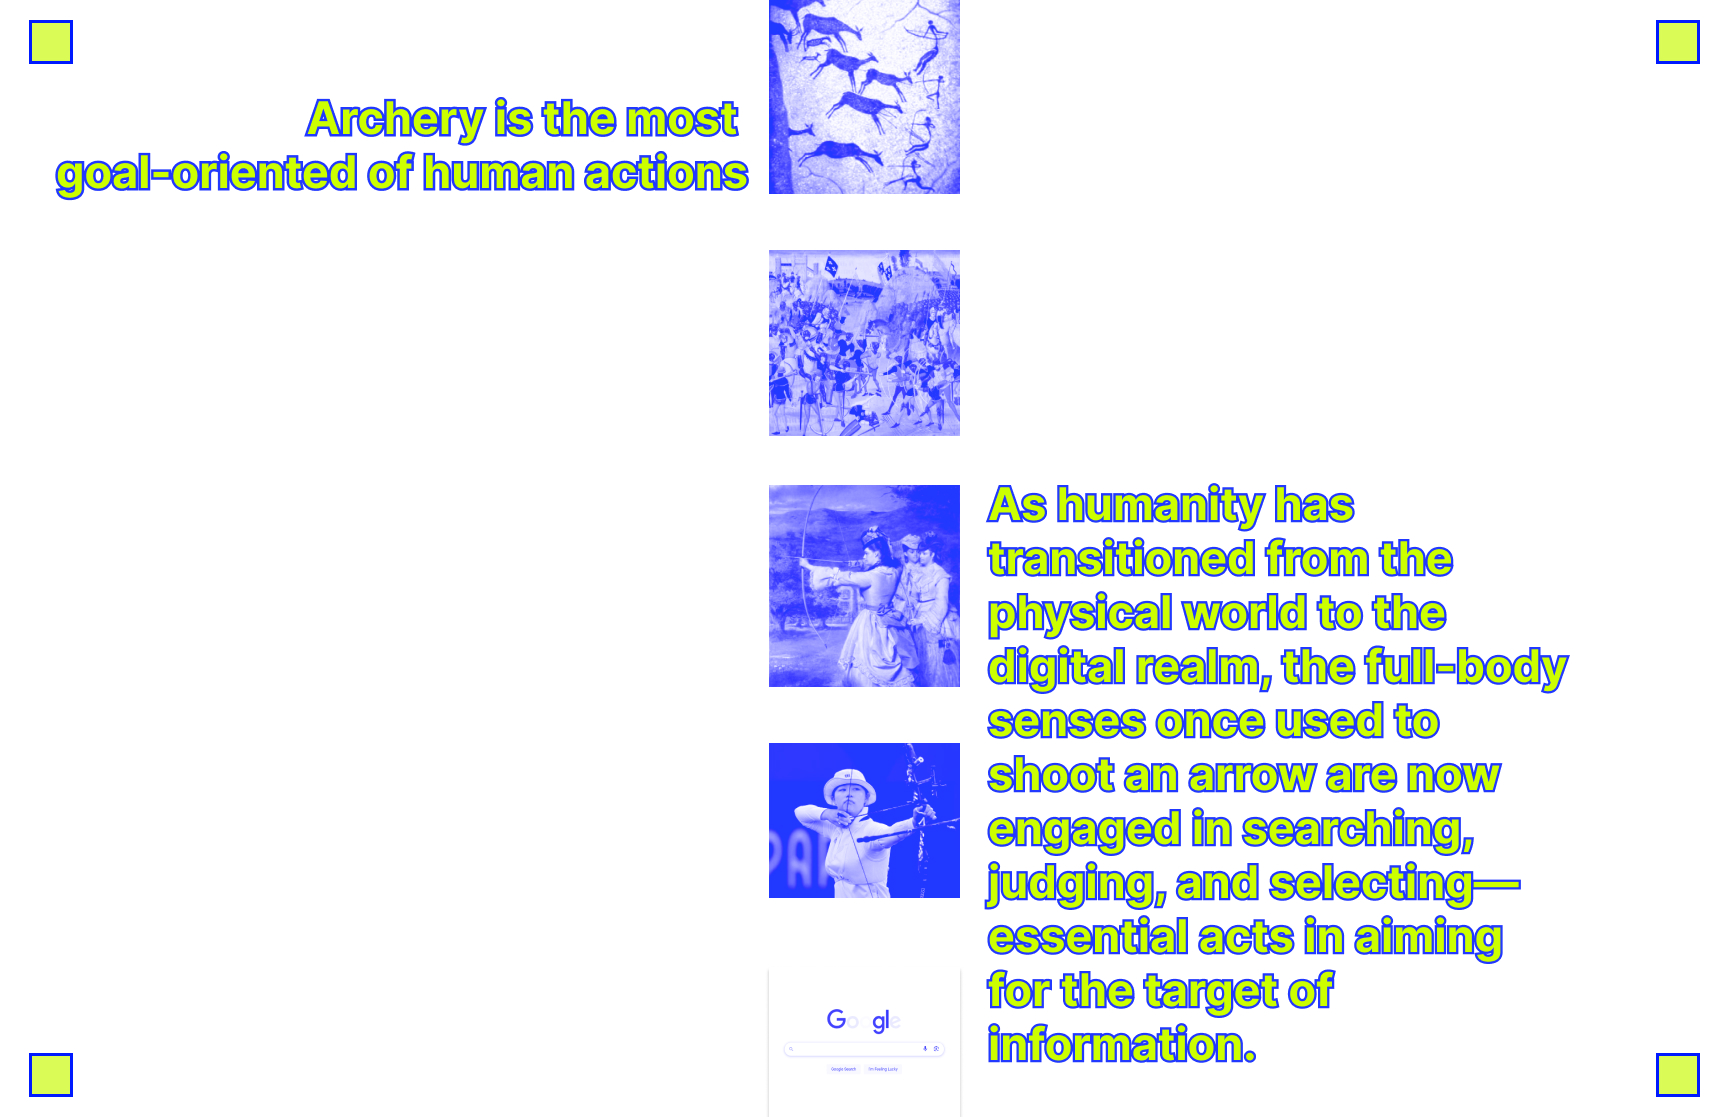 Archery is the most
goal-oriented of human actions
As humanity has
transitioned from the
physical world to the
digital realm, the full-body
senses once used to
shoot an arrow are now
engaged in searching,
judging, and selecting—
essential acts in aiming
for the target of
information.
Google
Google Search
I'm Feeling Lucky